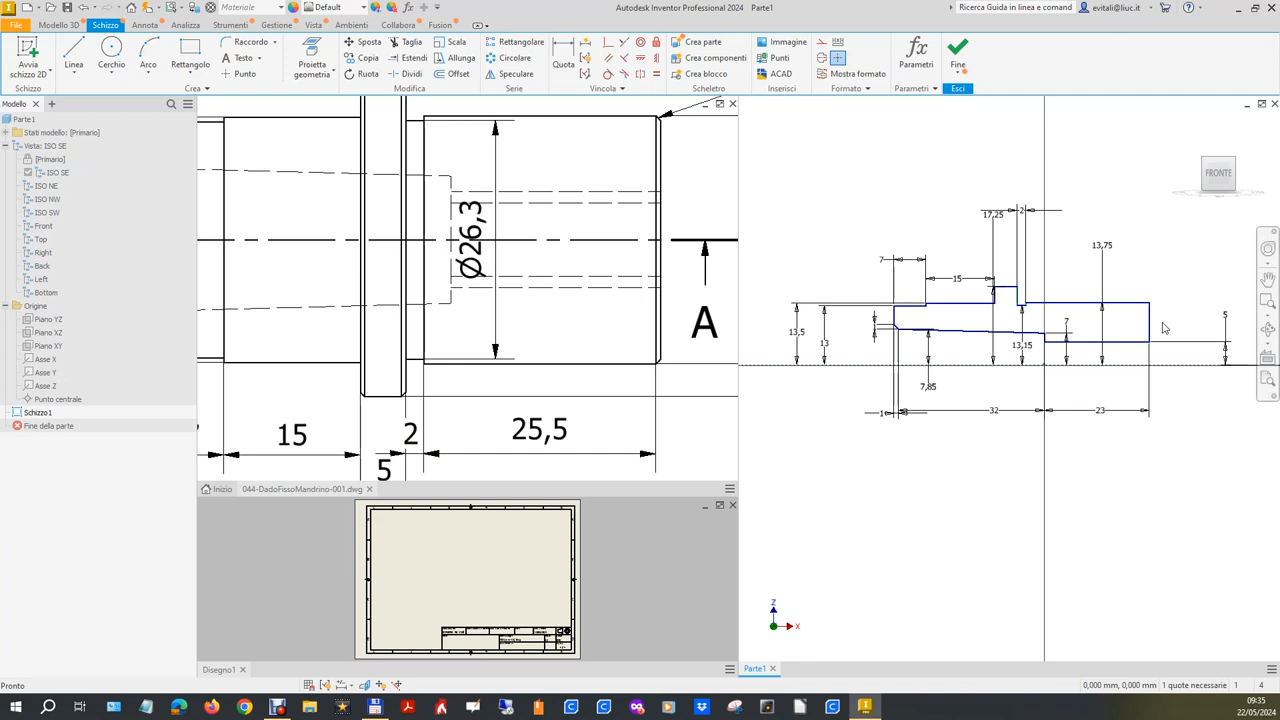 Materiale
Default
Autodesk Inventor Professional 2024 Parte1
Ricerca Guida in linea e comando
evitali@liuc.it
File
Modello 3D
Schizzo
Annota
Analizza
Strumenti
Gestione
Vista
Ambienti
Collabora
Fusion
Avvia
schizzo 2D
Linea
Cerchio
Arco
Rettangolo
Raccordo
Testo
Punto
Proietta
geometria
Sposta
Copia
Ruota
Taglia
Estendi
Dividi
Scala
Allunga
Offset
Rettangolare
Circolare
Speculare
Quota
Crea parte
Crea componenti
Crea blocco
Immagine
Punti
ACAD
Mostra formato
fx
Parametri
Fine
Schizzo
Crea
Modifica
Serie
Vincola
Scheletro
Inserisci
Formato
Parametri
Esci
Modello
Parte1
Stati modello: [Primario]
Vista: ISO SE
[Primario]
ISO SE
ISO NE
ISO NW
ISO SW
Front
Top
Right
Back
Left
Bottom
Origine
Piano YZ
Piano XZ
Piano XY
Asse X
Asse Y
Asse Z
Punto centrale
Schizzo1
Fine della parte
Ø26,3
A
15
2
5
25,5
Inizio
044-DadoFissoMandrino-001.dwg
Disegno1
FRONTE
2
17,25
13,75
7
15
5
7
13,5
13
13,15
7,85
1
32
23
Z
X
Parte1
Pronto
0,000 mm, 0,000 mm
1 quote necessarie
1
4
09:35
22/05/2024